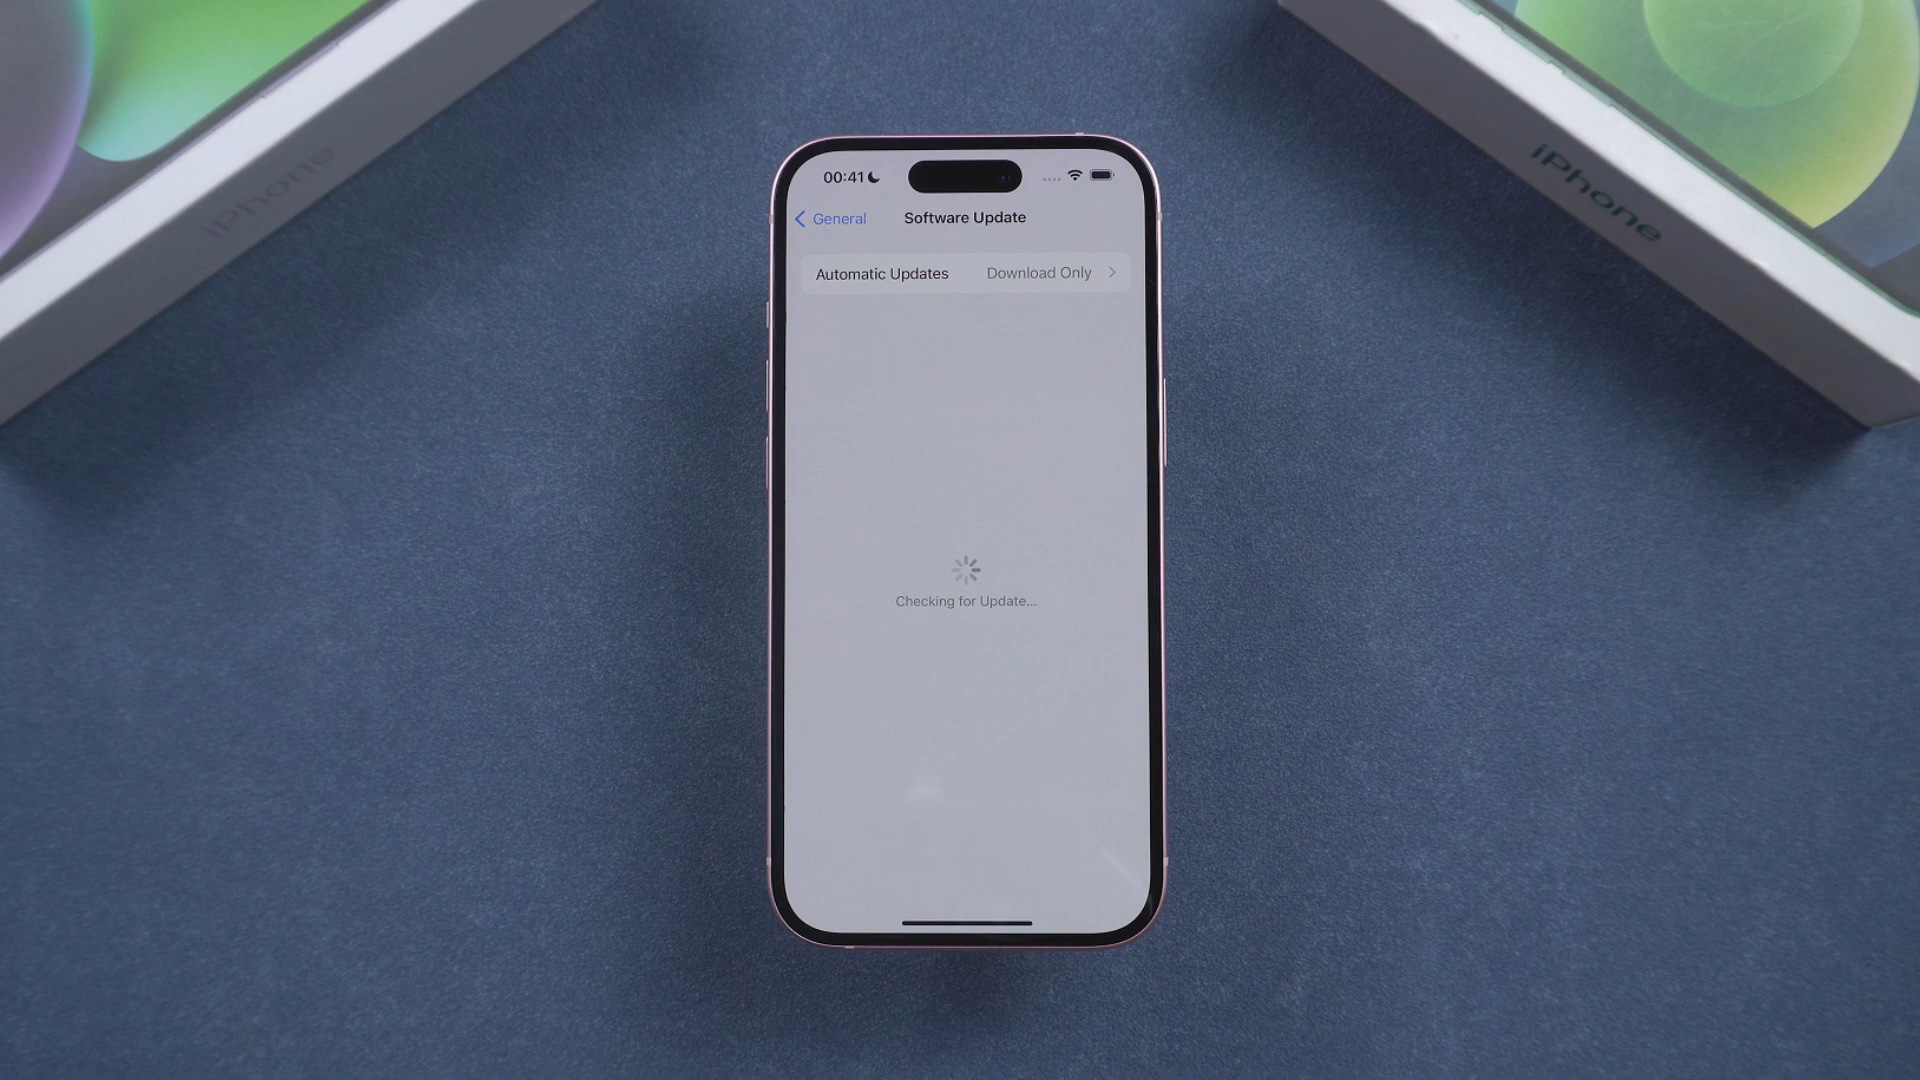 iPhone
iPhone
00:41
General
Software Update
Automatic Updates
Download Only
Checking for Update...